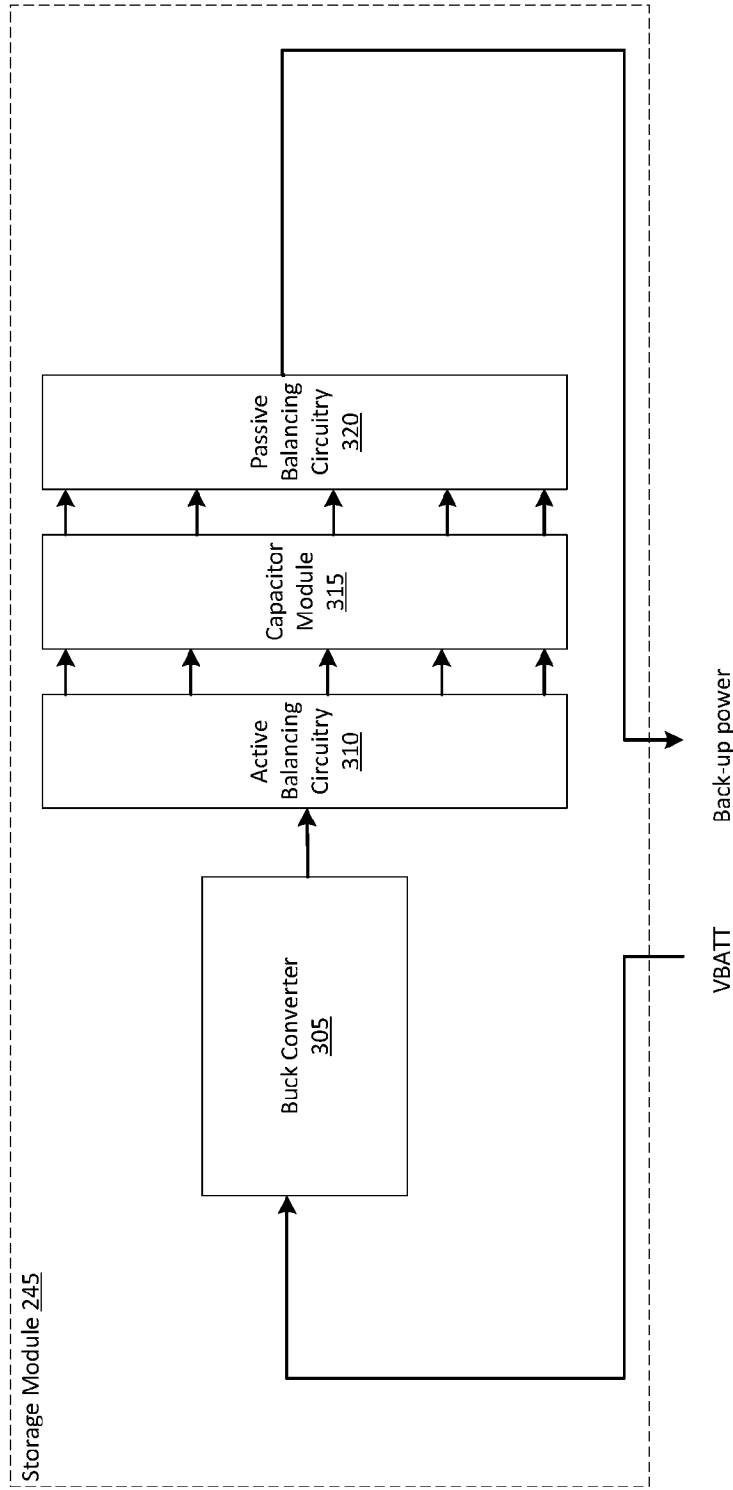 Storage Module 245
Buck Converter
305
Active
Balancing
Circuitry
310
Capacitor
Module
315
Passive
Balancing
Circuitry
320
VBATT
Back-up power